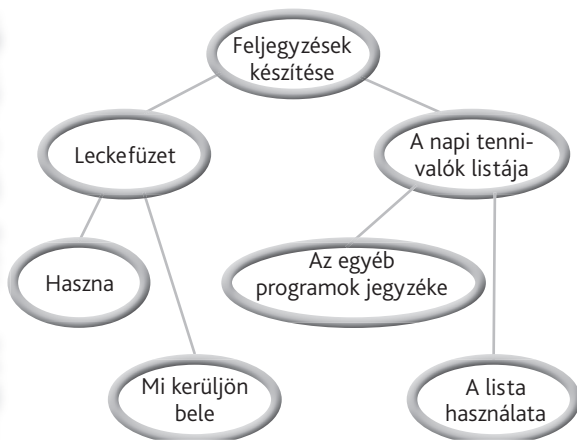 Feljegyzések
készítése
Leckefüzet
A napi tenni-
valók listája
Haszna
Az egyéb
programok jegyzéke
Mi kerüljön
bele
A lista
használata